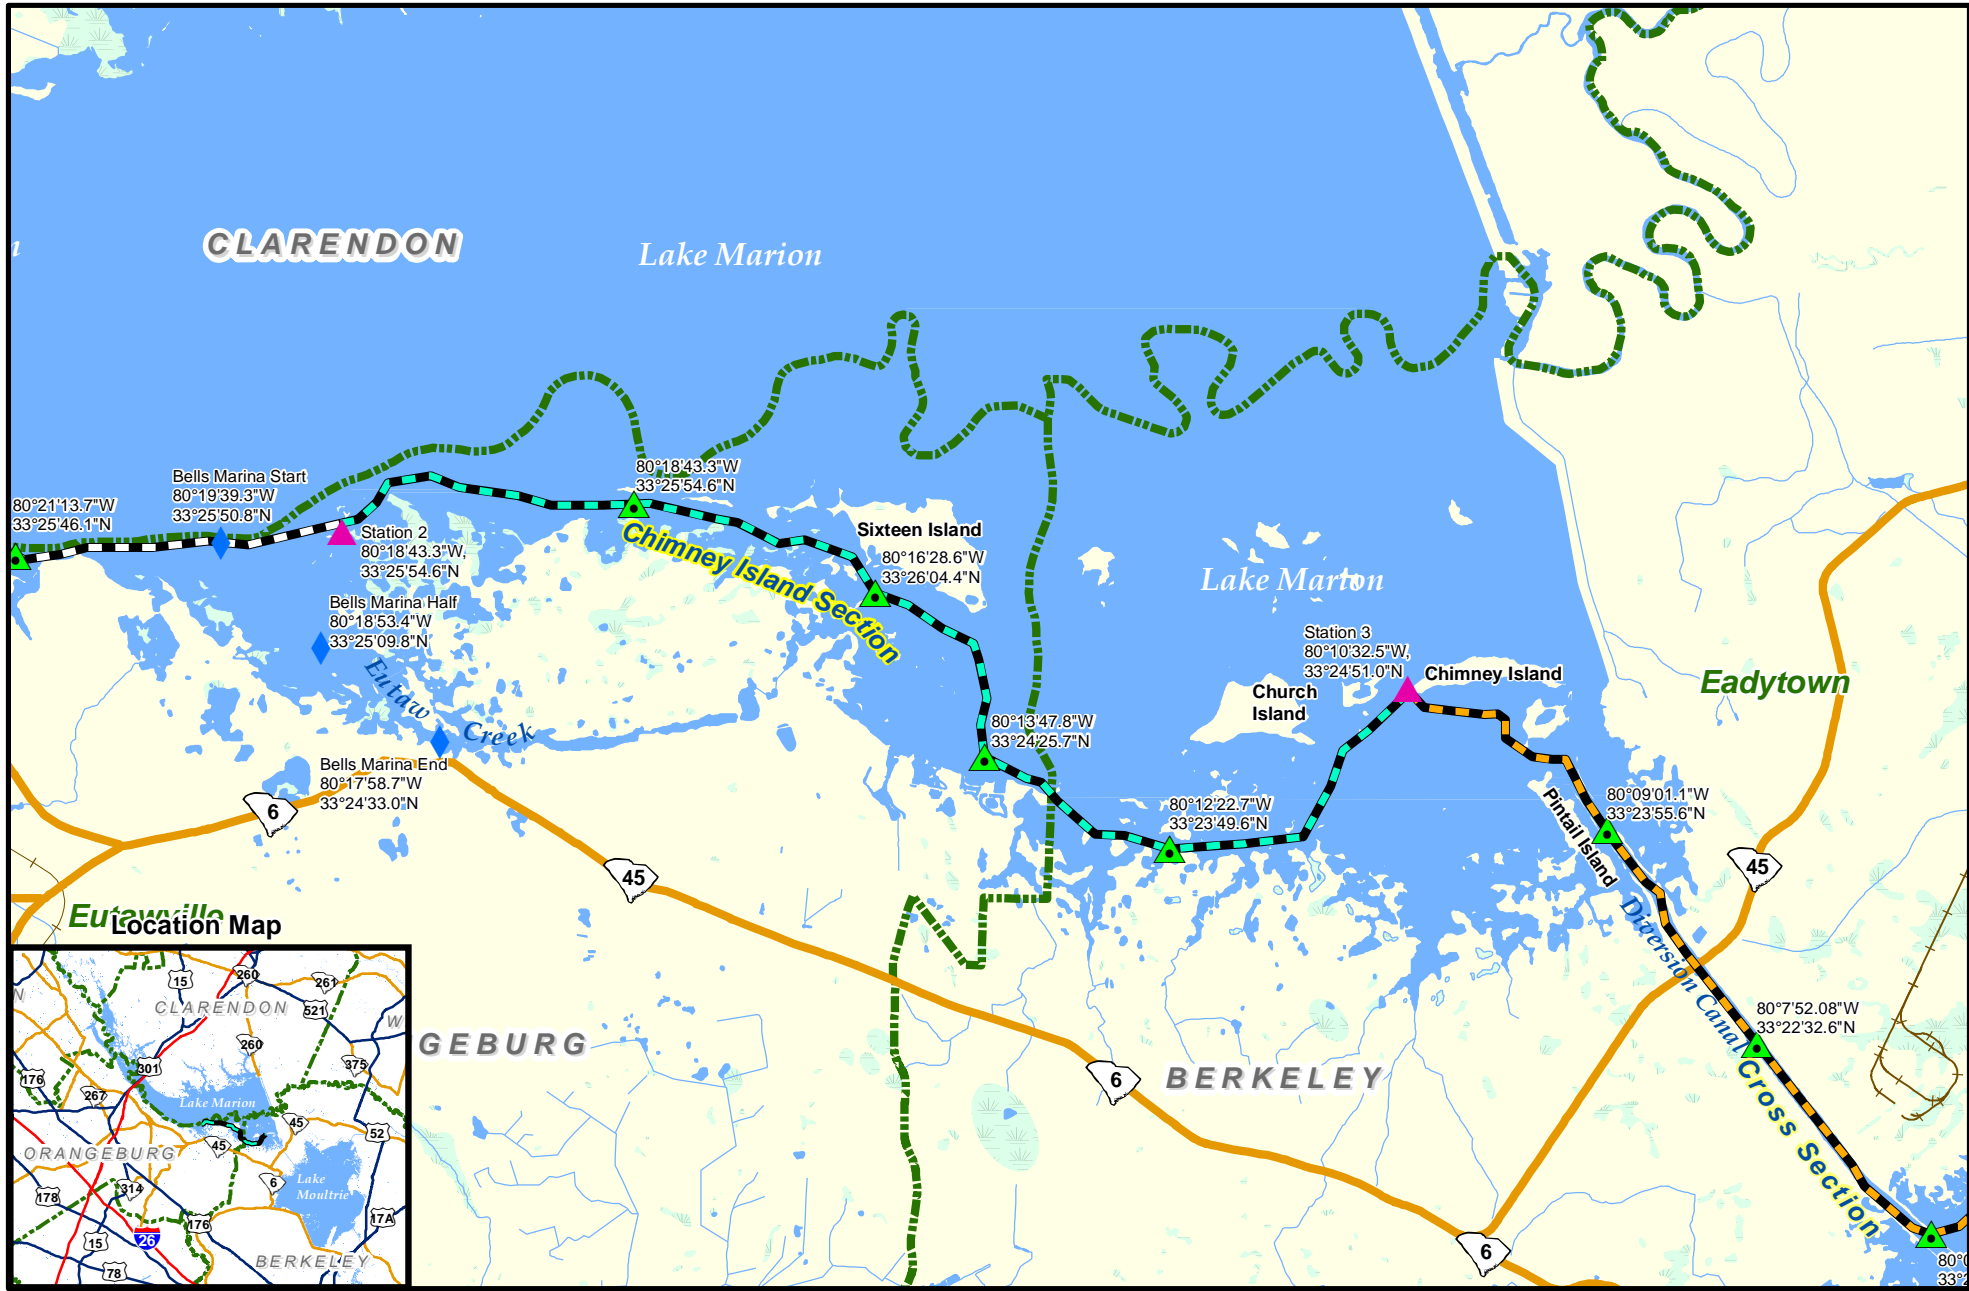 CLARENDON
Lake Marion
Bells Marina Start
80°19'39.3"W
33°25'50.8"N
80°21'13.7"W
33°25'46.1"N
Station 2
80°18'43.3"W,
33°25'54.6"N
80°18'43.3"W
33°25'54.6"N
Chimney Island Section
Sixteen Island
80°16'28.6"W
33°26'04.4"N
Bells Marina Half
80°18'53.4"W
33°25'09.8"N
Eutaw Creek
Bells Marina End
80°17'58.7"W
33°24'33.0"N
80°13'47.8"W
33°24'25.7"N
Lake Marion
Station 3
80°10'32.5"W,
33°24'51.0"N
Chimney Island
Church
Island
Eadytown
80°12'22.7"W
33°23'49.6"N
Pintail Island
80°09'01.1"W
33°23'55.6"N
6
45
45
Diversion Canal
Cross Section
80°7'52.08"W
33°22'32.6"N
Eutawville
GEBURG
BERKELEY
6
6
80°0
33°2
Location Map
15
260
261
CLARENDON
521
W
N
260
301
375
176
267
Lake Marion
45
52
45
ORANGEBURG
6
Lake
Moultrie
178
314
176
17A
15
26
78
BERKELEY